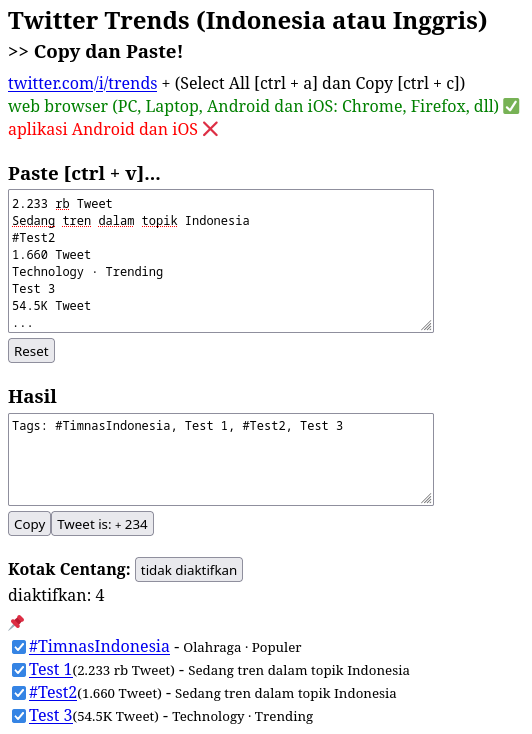 Twitter Trends (Indonesia atau Inggris)
>> Copy dan Paste!
twitter.com/i/trends + (Select All [ctrl + a] dan Copy [ctrl + c])
web browser (PC, Laptop, Android dan iOS: Chrome, Firefox, dll) ✅
aplikasi Android dan iOS ❌
Paste [ctrl + v]...
2.233 rb Tweet
Sedang tren dalam topik Indonesia
#Test2
1.660 Tweet
Technology · Trending
Test 3
54.5K Tweet
...
Reset
Hasil
Tags: #TimnasIndonesia, Test 1, #Test2, Test 3
Copy Tweet is: + 234
Kotak Centang: tidak diaktifkan
diaktifkan: 4
📌
#TimnasIndonesia - Olahraga · Populer
Test 1(2.233 rb Tweet) - Sedang tren dalam topik Indonesia
#Test2(1.660 Tweet) - Sedang tren dalam topik Indonesia
Test 3(54.5K Tweet) - Technology · Trending